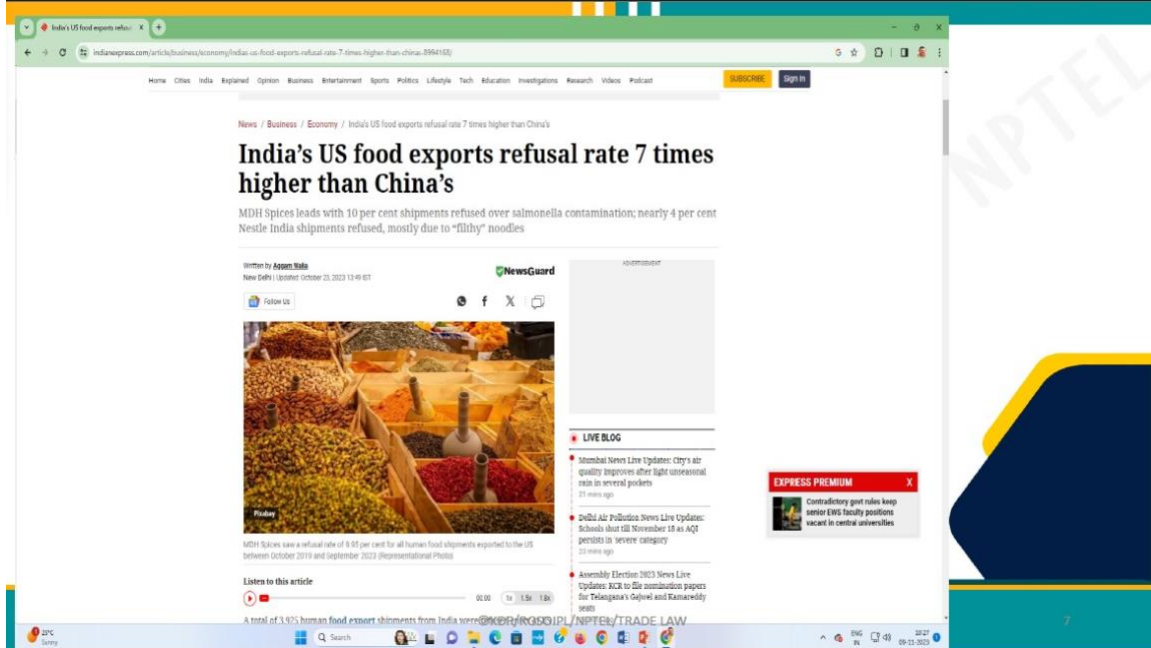 India's US food exports refusal
indianexpress.com/article/business/economy/indias-us-food-exports-refusal-rate-7-times-higher-than-chinas-8994168/
Home Cities India Explained Opinion Business Entertainment Sports Politics Lifestyle Tech Education Investigations Research Videos Podcast
SUBSCRIBE Sign In
News / Business / Economy / India's US food exports refusal rate 7 times higher than China's
India's US food exports refusal rate 7 times
higher than China's
MDH Spices leads with 10 per cent shipments refused over salmonella contamination; nearly 4 per cent
Nestle India shipments refused, mostly due to "filthy" noodles
Written by Aggam Walia
New Delhi | Updated: October 23, 2023 13:49 IST
NewsGuard
Follow Us
Pixabay
MDH Spices saw a refusal rate of 9.95 per cent for all human food shipments exported to the US
between October 2019 and September 2023 (Representational Photo)
Listen to this article
00:00 1x 1.5x 1.8x
A total of 3,925 human food export shipments from India were
ADVERTISEMENT
LIVE BLOG
Mumbai News Live Updates: City's air
quality improves after light unseasonal
rain in several pockets
21 mins ago
Delhi Air Pollution News Live Updates:
Schools shut till November 18 as AQI
persists in 'severe' category
23 mins ago
Assembly Election 2023 News Live
Updates: KCR to file nomination papers
for Telangana's Gajwel and Kamareddy
seats
EXPRESS PREMIUM X
Contradictory govt rules keep
senior EWS faculty positions
vacant in central universities
NPTEL
/NPTEL/TRADE LAW
7
21°C
Sunny
Search
ENG
IN
10:27
09-11-2023